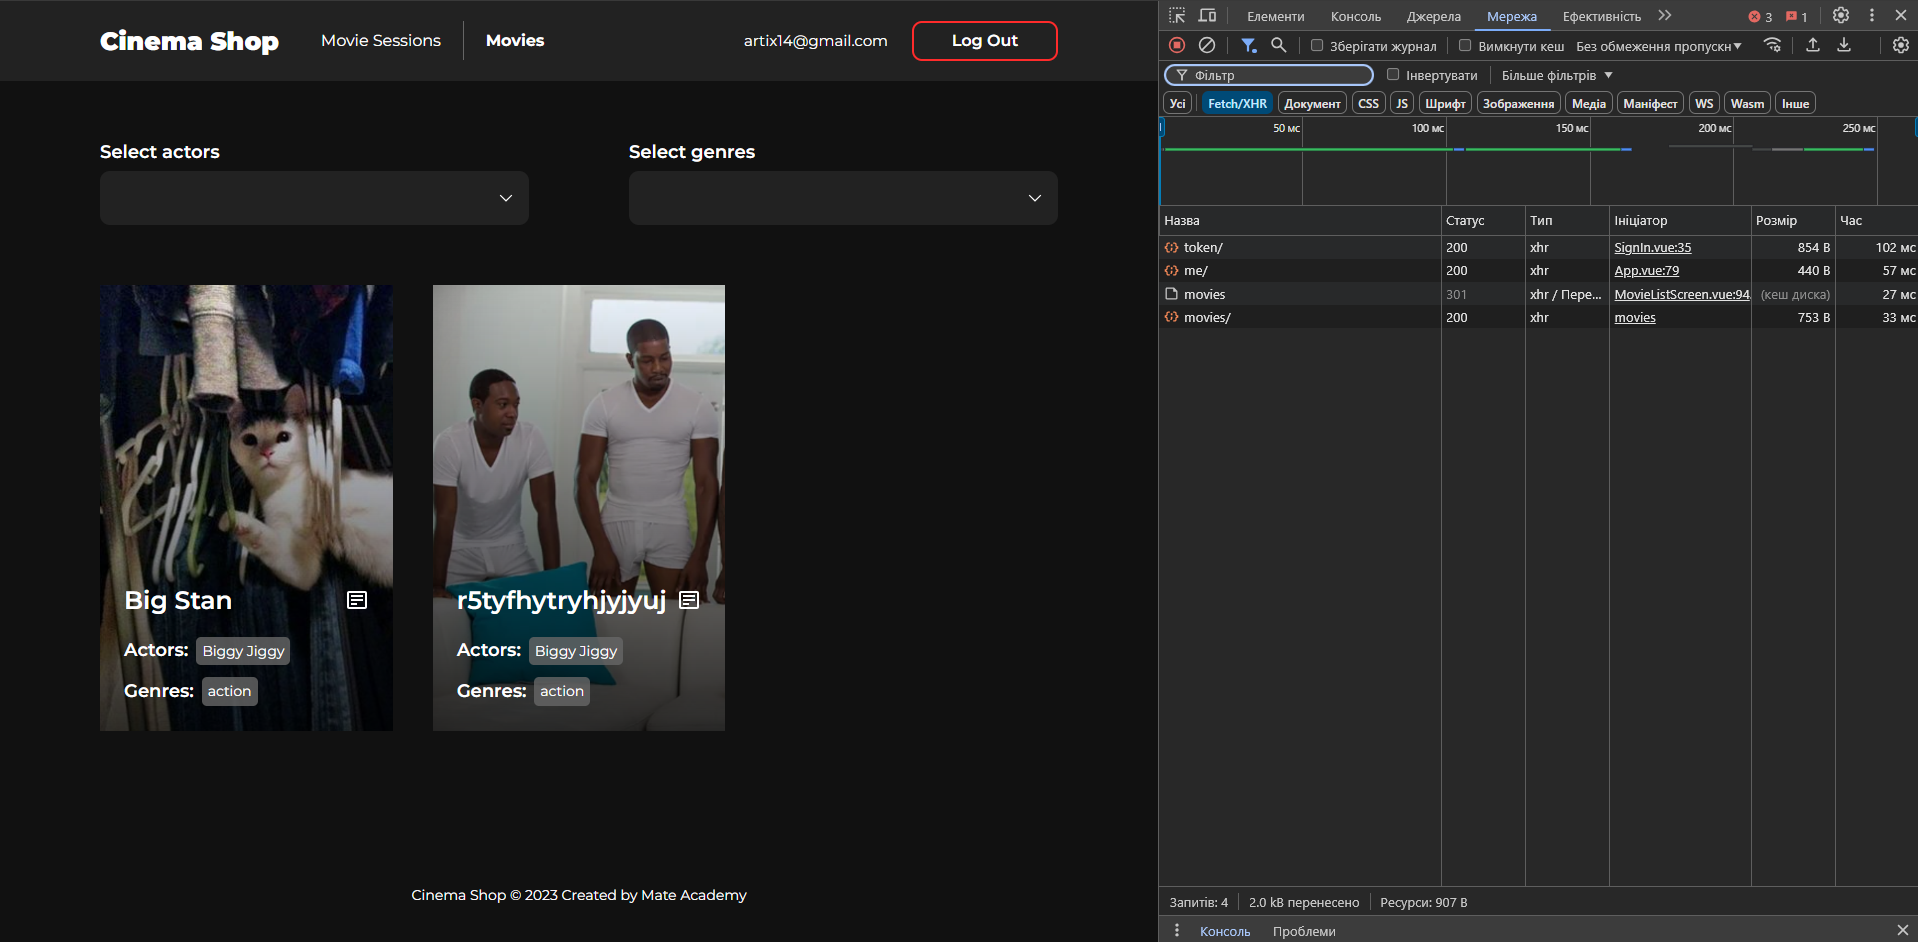 Cinema Shop
Movie Sessions
Movies
artix14@gmail.com
Log Out
Select actors
Select genres
Big Stan
Actors: Biggy Jiggy
Genres: action
r5tyfhytryhjyjyuj
Actors: Biggy Jiggy
Genres: action
Cinema Shop © 2023 Created by Mate Academy
Елементи Консоль Джерела Мережа Ефективність 3 1
Зберігати журнал Вимкнути кеш Без обмеження пропускн
Фільтр Інвертувати Більше фільтрів
Усі Fetch/XHR Документ CSS JS Шрифт Зображення Медіа Маніфест WS Wasm Інше
50 мс 100 мс 150 мс 200 мс 250 мс
Назва Статус Тип Ініціатор Розмір Час
token/ 200 xhr SignIn.vue:35 854 B 102 мс
me/ 200 xhr App.vue:79 440 B 57 мс
movies 301 xhr / Пере... MovieListScreen.vue:94 (кеш диска) 27 мс
movies/ 200 xhr movies 753 B 33 мс
Запитів: 4 2.0 kB перенесено Ресурси: 907 B
Консоль Проблеми